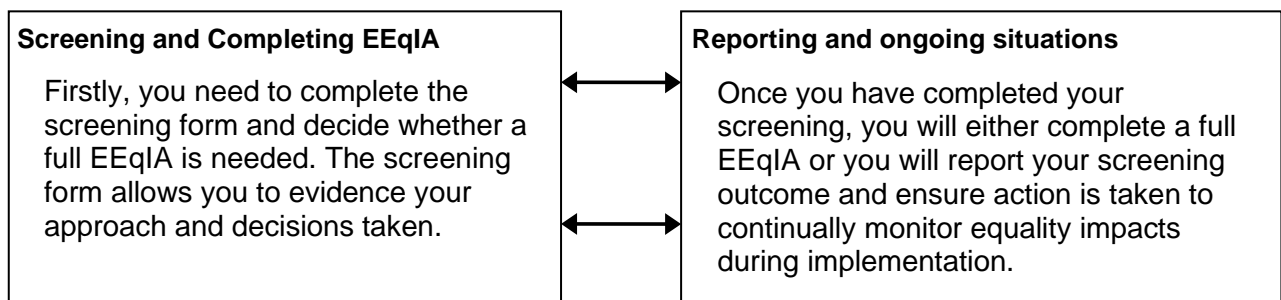 Screening and Completing EEqIA
Firstly, you need to complete the
screening form and decide whether a
full EEqIA is needed. The screening
form allows you to evidence your
approach and decisions taken.
Reporting and ongoing situations
Once you have completed your
screening, you will either complete a full
EEqIA or you will report your screening
outcome and ensure action is taken to
continually monitor equality impacts
during implementation.